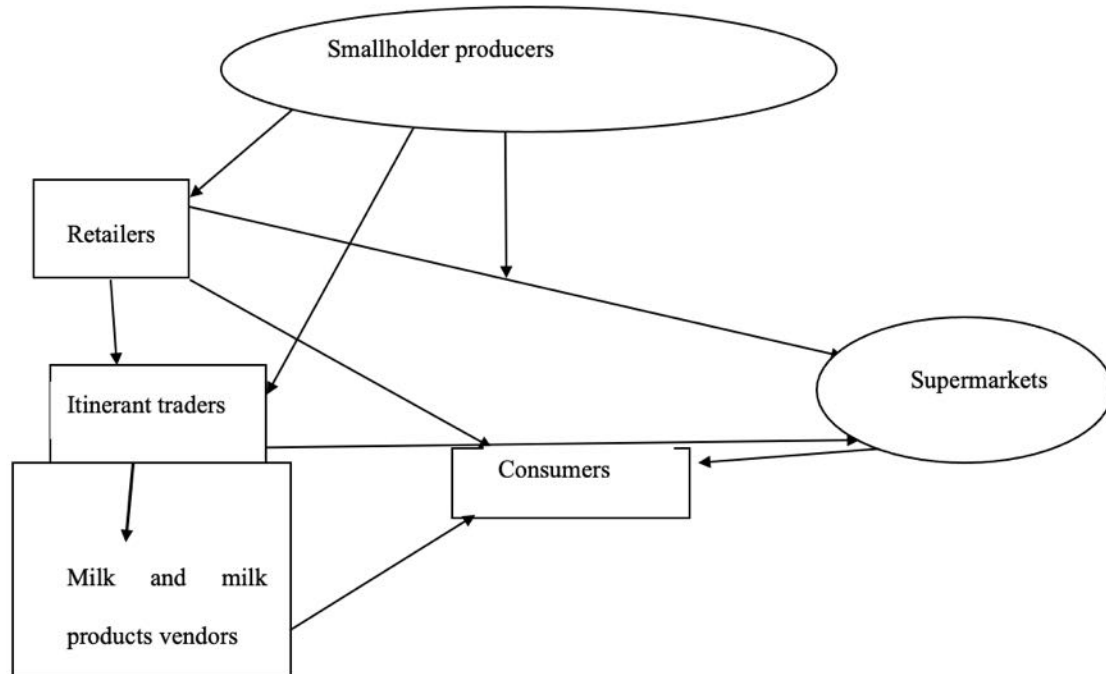 Smallholder producers
Retailers
Supermarkets
Itinerant traders
Consumers
Milk and milk
products vendors